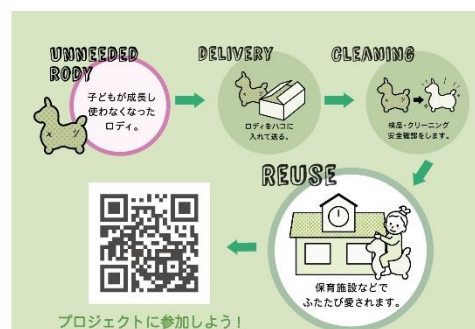 UNNEEDED
RODY
子どもが成長し
使わなくなった
ロディ。
DELIVERY
ロディをハコに
入れて送る。
CLEANING
検品・クリーニング
安全確認をします。
REUSE
保育施設などで
ふたたび愛されます。
プロジェクトに参加しよう！